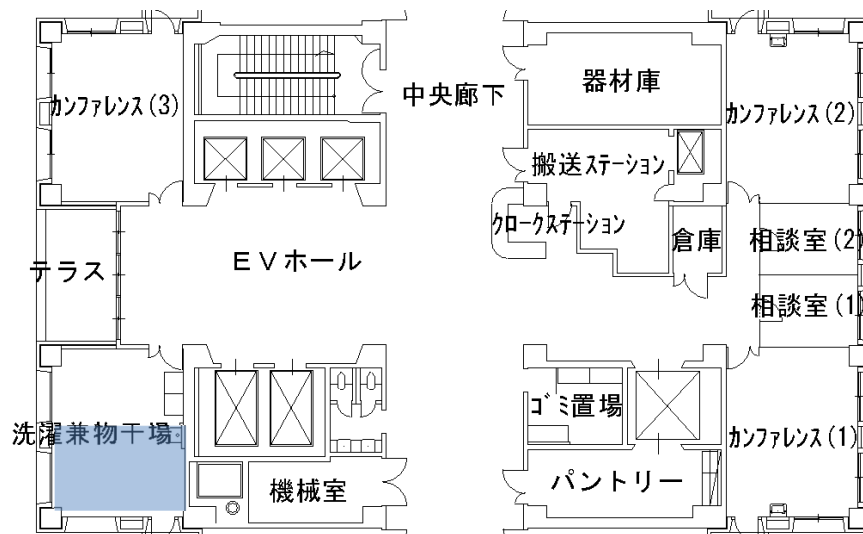 カンファレンス(3)
中央廊下
器材庫
カンファレンス(2)
搬送ステーション
クロークステーション
倉庫
相談室(2)
テラス
EVホール
相談室(1)
洗濯兼物干場
ゴミ置場
カンファレンス(1)
機械室
パントリー